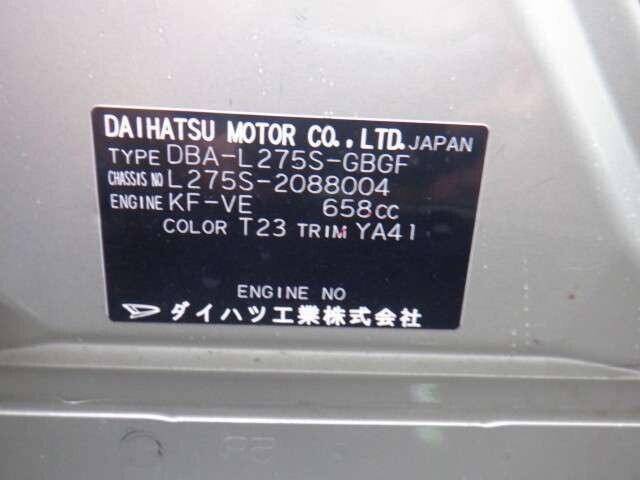 DAIHATSU MOTOR CO.,LTD. JAPAN
TYPE DBA-L275S-GBGF
CHASSIS NO L275S-2088004
ENGINE KF-VE 658cc
COLOR T23 TRIM YA41
ENGINE NO
ダイハツ工業株式会社